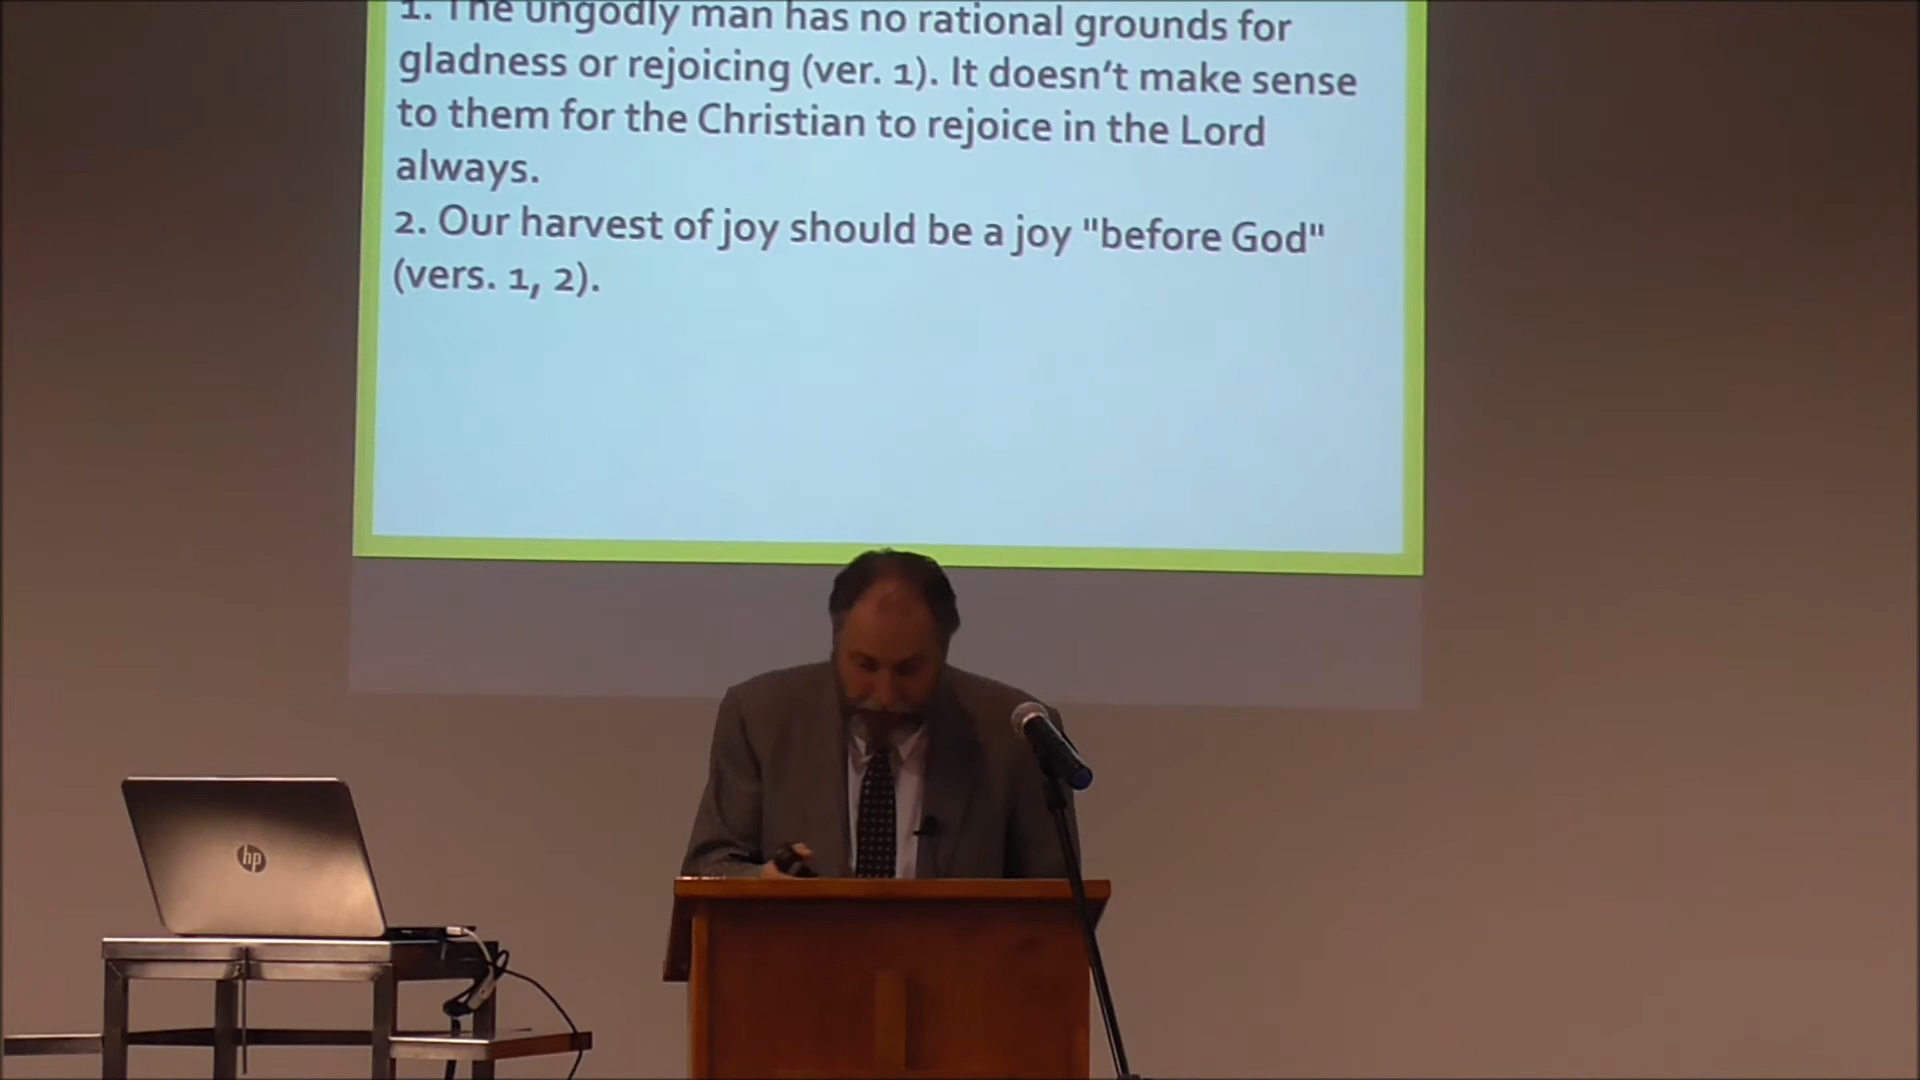 1. The ungodly man has no rational grounds for
gladness or rejoicing (ver. 1). It doesn't make sense
to them for the Christian to rejoice in the Lord
always.
2. Our harvest of joy should be a joy "before God"
(vers. 1, 2).
hp